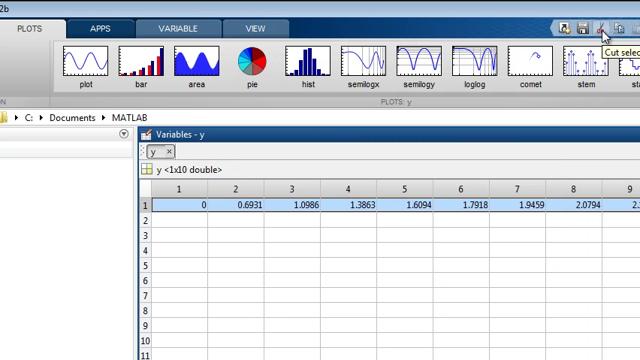 2b
PLOTS APPS VARIABLE VIEW
Cut selec
plot bar area pie hist semilogx semilogy loglog comet stem sta
ON PLOTS: y
C: Documents MATLAB
Variables - y
y
y <1x10 double>
1 2 3 4 5 6 7 8 9
1 0 0.6931 1.0986 1.3863 1.6094 1.7918 1.9459 2.0794 2.
2
3
4
5
6
7
8
9
10
11